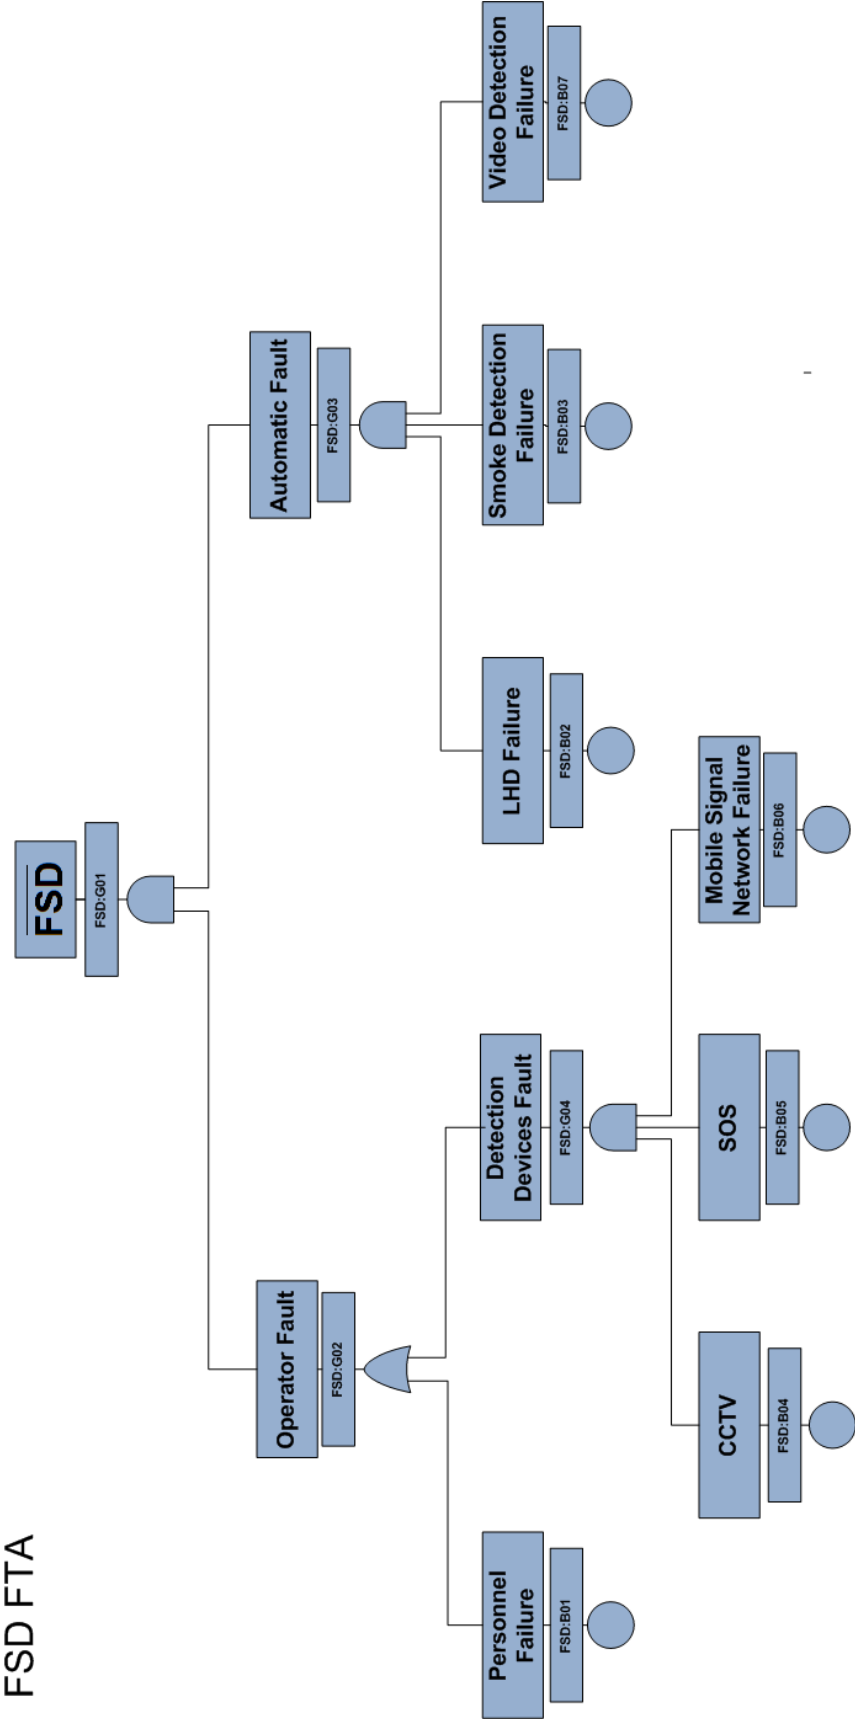 FSD FTA
FSD
FSD:G01
Operator Fault
FSD:G02
Automatic Fault
FSD:G03
Personnel
Failure
FSD:B01
Detection
Devices Fault
FSD:G04
LHD Failure
FSD:B02
Smoke Detection
Failure
FSD:B03
Video Detection
Failure
FSD:B07
CCTV
FSD:B04
SOS
FSD:B05
Mobile Signal
Network Failure
FSD:B06